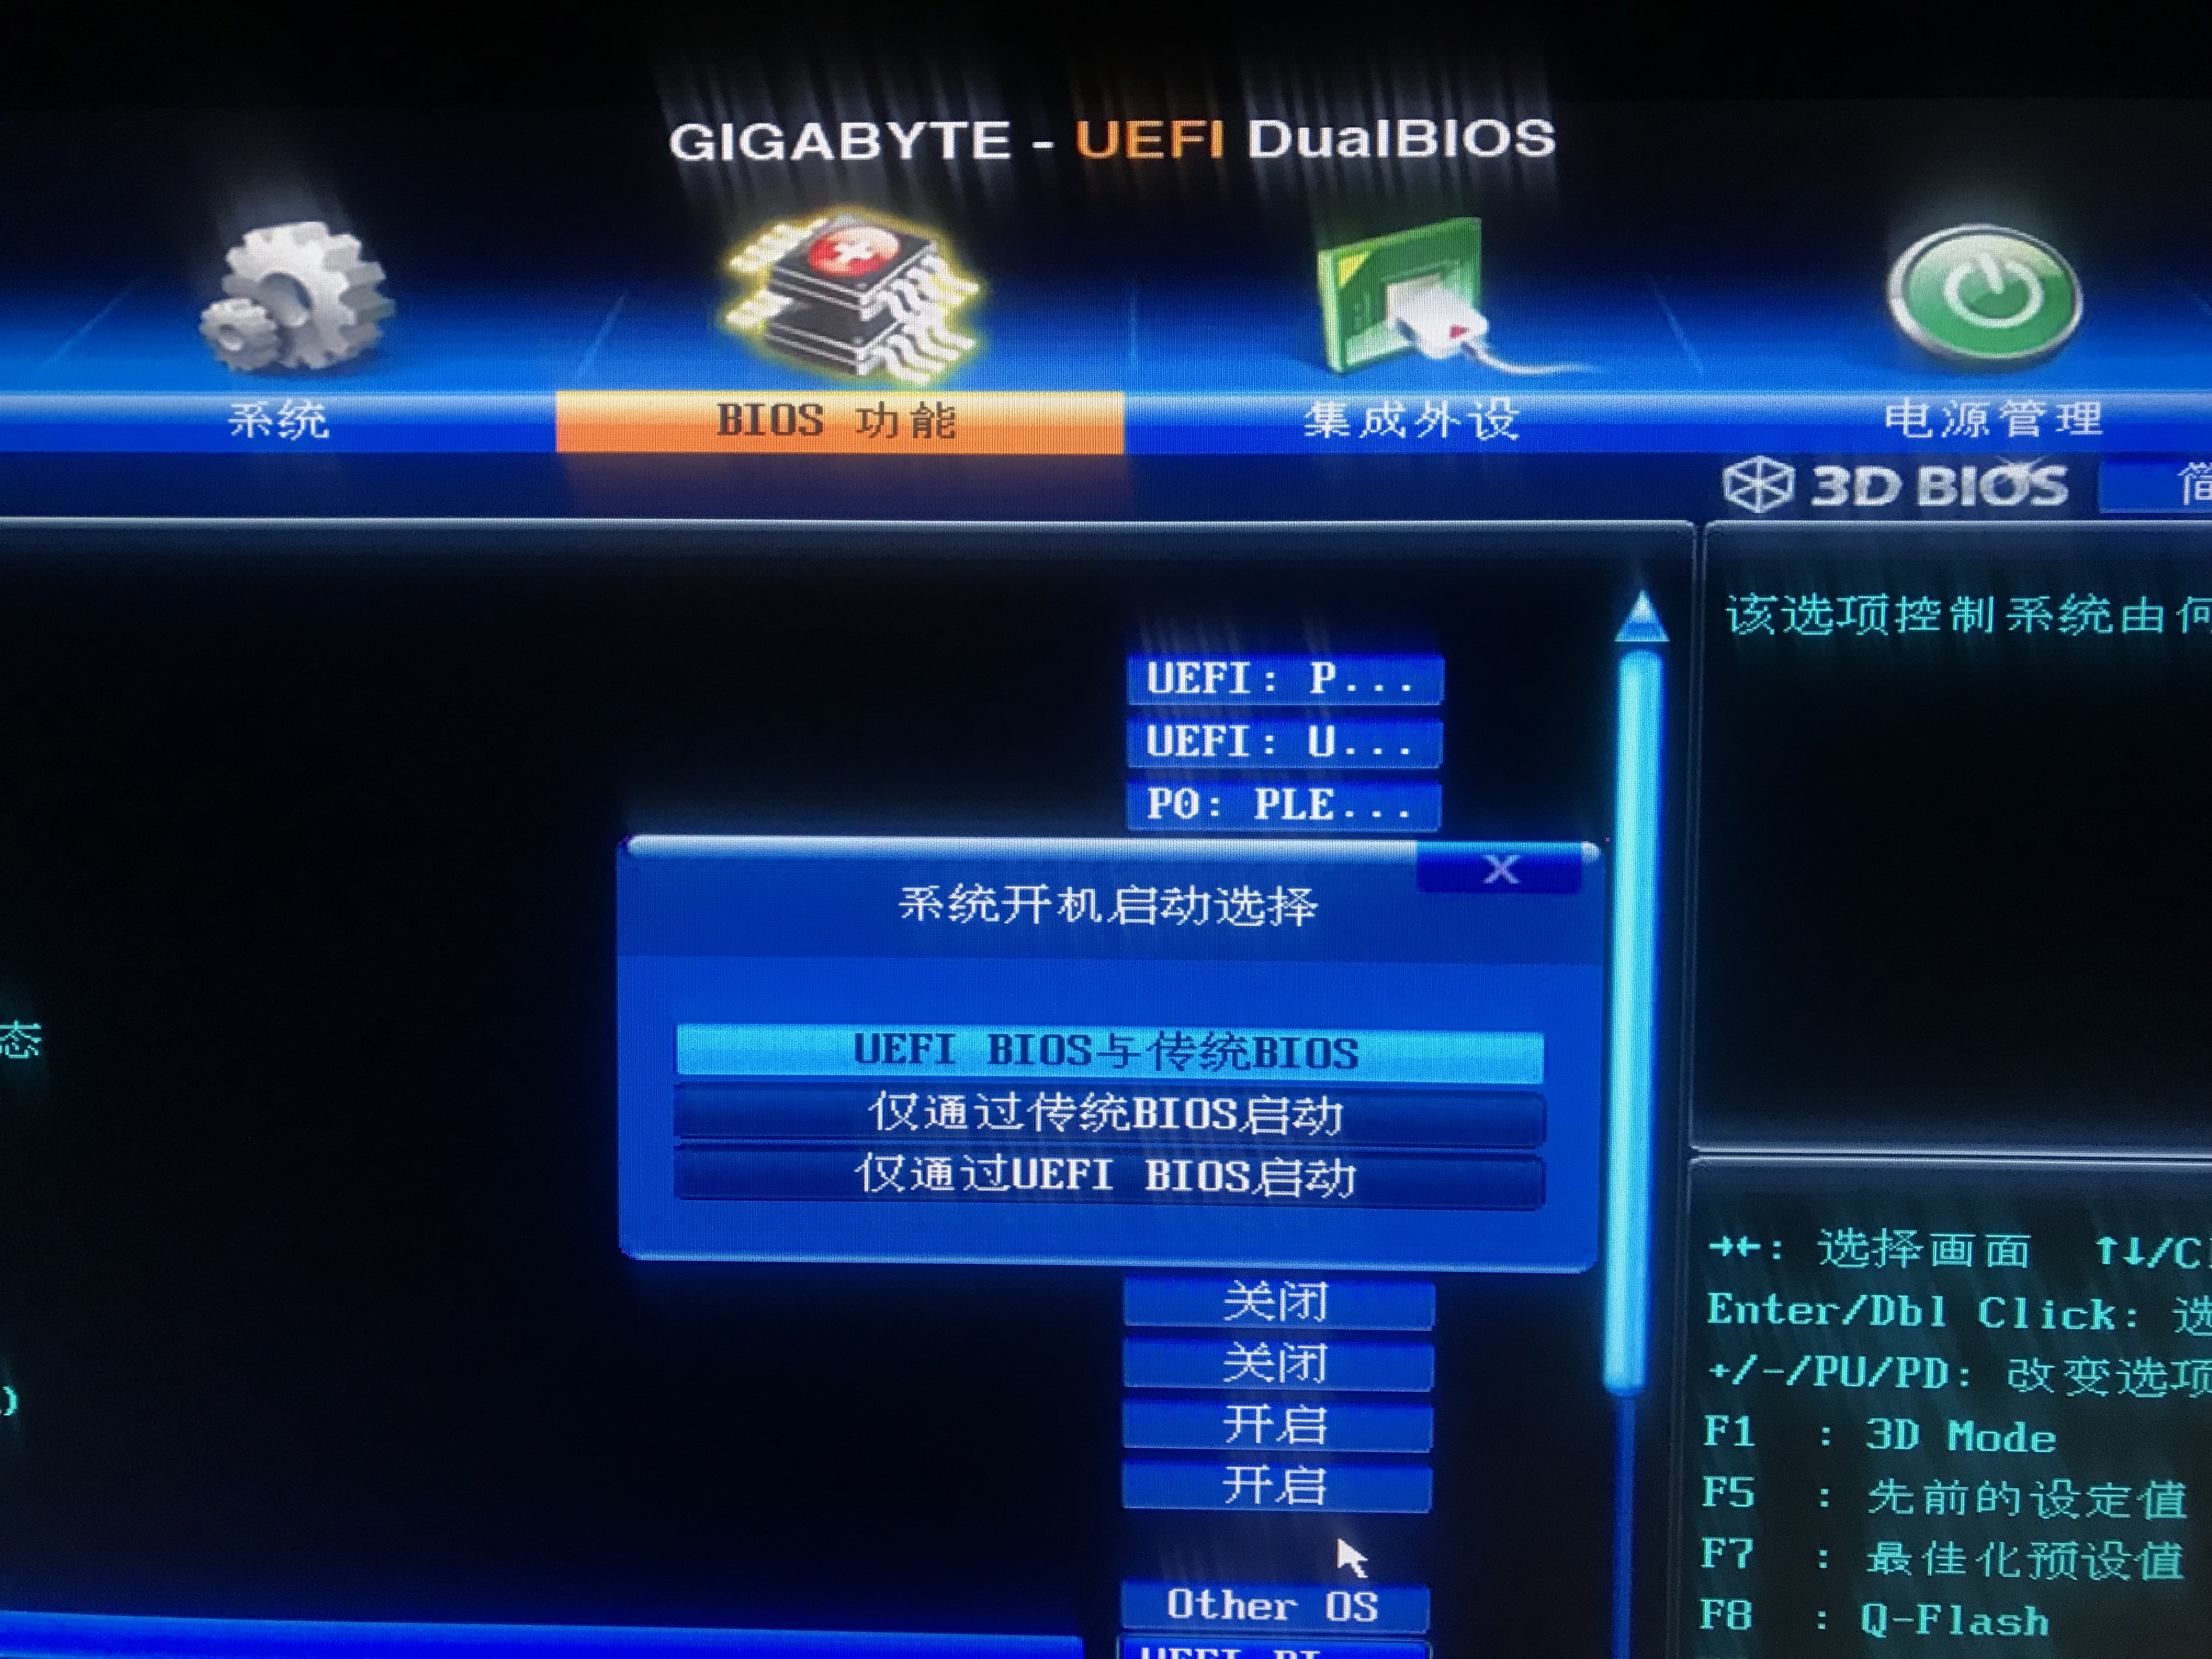 GIGABYTE - UEFI DualBIOS
系统
BIOS 功能
集成外设
电源管理
3D BIOS
该选项控制系统由
UEFI: P...
UEFI: U...
P0: PLE...
X
系统开机启动选择
UEFI BIOS与传统BIOS
仅通过传统BIOS启动
仅通过UEFI BIOS启动
态
)
关闭
关闭
开启
开启
Other OS
→←: 选择画面 ↑↓/C
Enter/Dbl Click: 选
+/-/PU/PD: 改变选项
F1 : 3D Mode
F5 : 先前的设定值
F7 : 最佳化预设值
F8 : Q-Flash